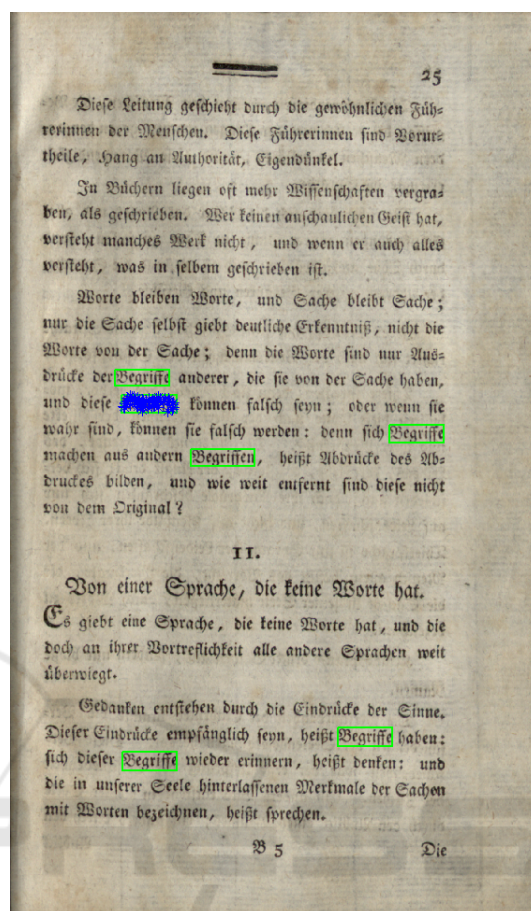 25
Diese Leitung geschieht durch die gewöhnlichen Füh-
rerinnen der Menschen. Diese Führerinnen sind Vorur-
theile, Hang an Authorität, Eigendünkel.
In Büchern liegen oft mehr Wissenschaften vergra-
ben, als geschrieben. Wer keinen anschaulichen Geist hat,
versteht manches Werk nicht, und wenn er auch alles
versteht, was in selbem geschrieben ist.
Worte bleiben Worte, und Sache bleibt Sache;
nur die Sache selbst giebt deutliche Erkenntniß, nicht die
Worte von der Sache; denn die Worte sind nur Aus-
drücke der Begriffe anderer, die sie von der Sache haben,
und diese können falsch seyn; oder wenn sie
wahr sind, können sie falsch werden: denn sich Begriffe
machen aus andern Begriffen, heißt Abdrücke des Ab-
druckes bilden, und wie weit entfernt sind diese nicht
von dem Original?
II.
Von einer Sprache, die keine Worte hat.
Es giebt eine Sprache, die keine Worte hat, und die
doch an ihrer Vortreflichkeit alle andere Sprachen weit
überwiegt.
Gedanken entstehen durch die Eindrücke der Sinne.
Dieser Eindrücke empfänglich seyn, heißt Begriffe haben:
sich dieser Begriffe wieder erinnern, heißt denken: und
die in unserer Seele hinterlassenen Merkmale der Sachen
mit Worten bezeichnen, heißt sprechen.
B 5 Die